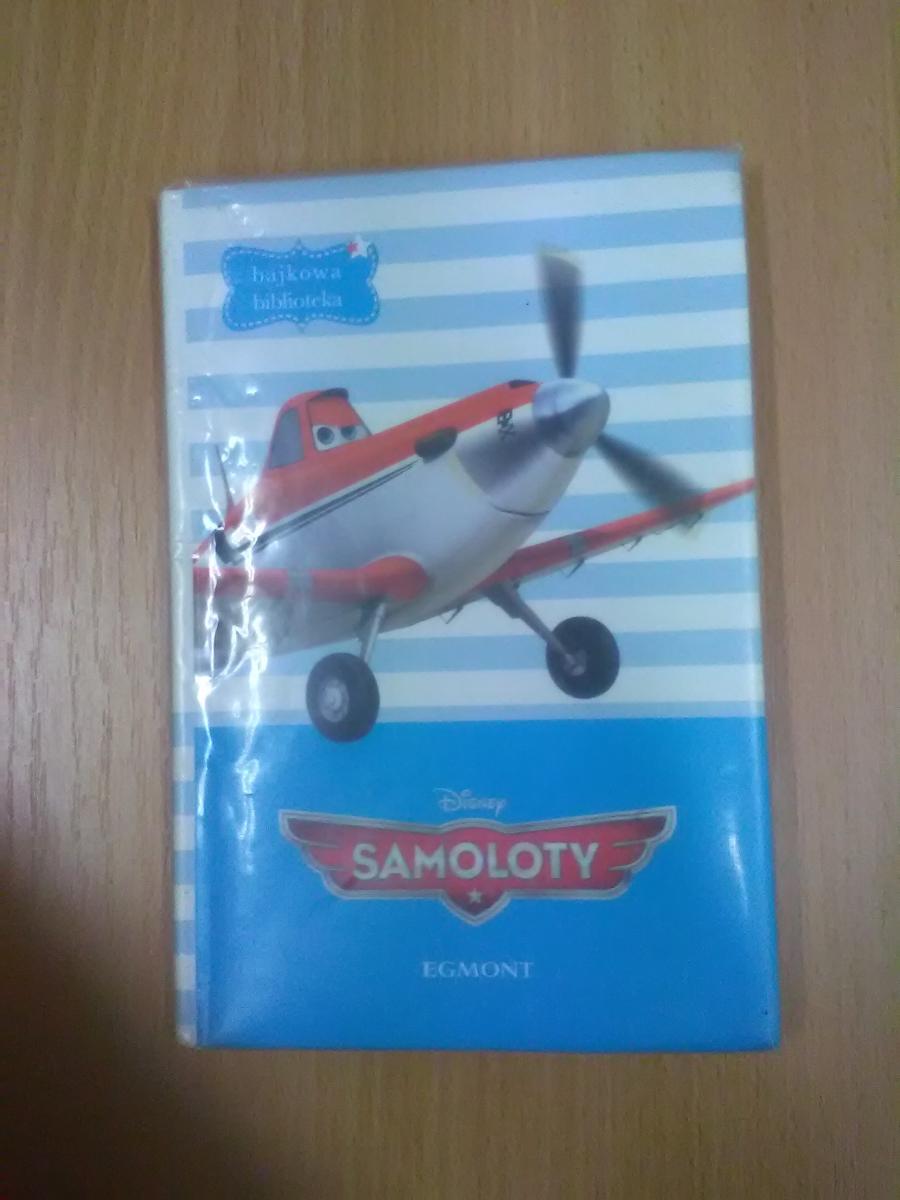 bajkowa
biblioteka
Disney
SAMOLOTY
EGMONT